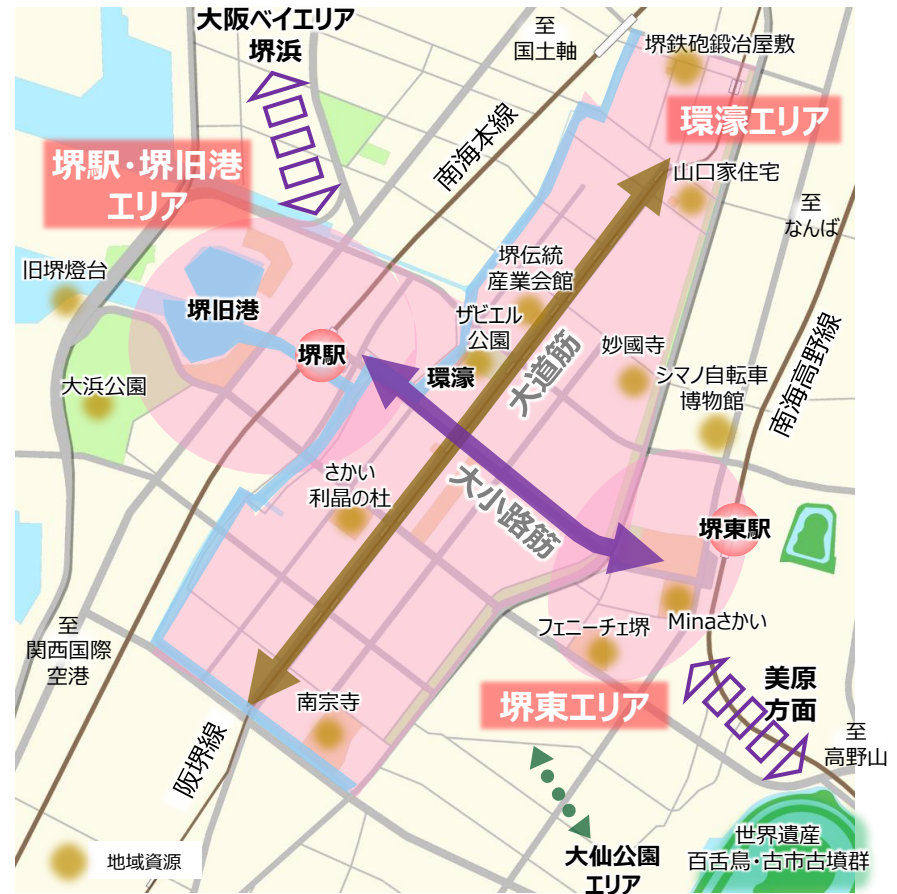 大阪ベイエリア
堺浜
至
国土軸
堺鉄砲鍛冶屋敷
環濠エリア
南海本線
堺駅・堺旧港
エリア
山口家住宅
至
なんば
旧堺燈台
堺伝統
産業会館
堺旧港
ザビエル
公園
堺駅
環濠
大道筋
妙國寺
シマノ自転車
博物館
南海高野線
大浜公園
さかい
利晶の杜
大小路筋
堺東駅
フェニーチェ堺
Minaさかい
至
関西国際
空港
堺東エリア
美原
方面
南宗寺
至
高野山
阪堺線
地域資源
大仙公園
エリア
世界遺産
百舌鳥・古市古墳群